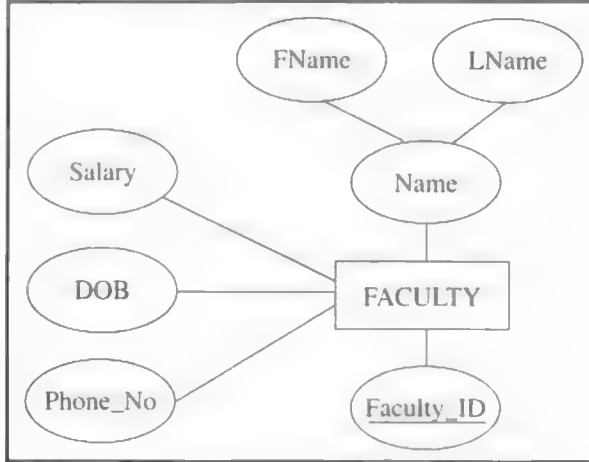 FName
LName
Salary
Name
DOB
FACULTY
Phone_No
Faculty_ID